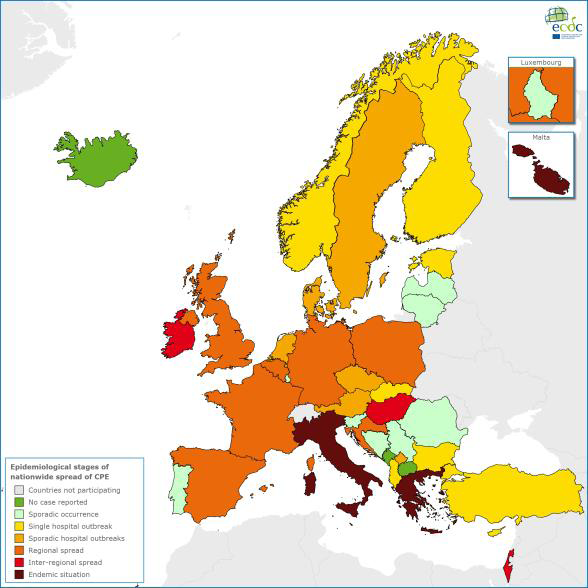 ecdc
Luxembourg
Malta
Epidemiological stages of
nationwide spread of CPE
Countries not participating
No case reported
Sporadic occurrence
Single hospital outbreak
Sporadic hospital outbreaks
Regional spread
Inter-regional spread
Endemic situation